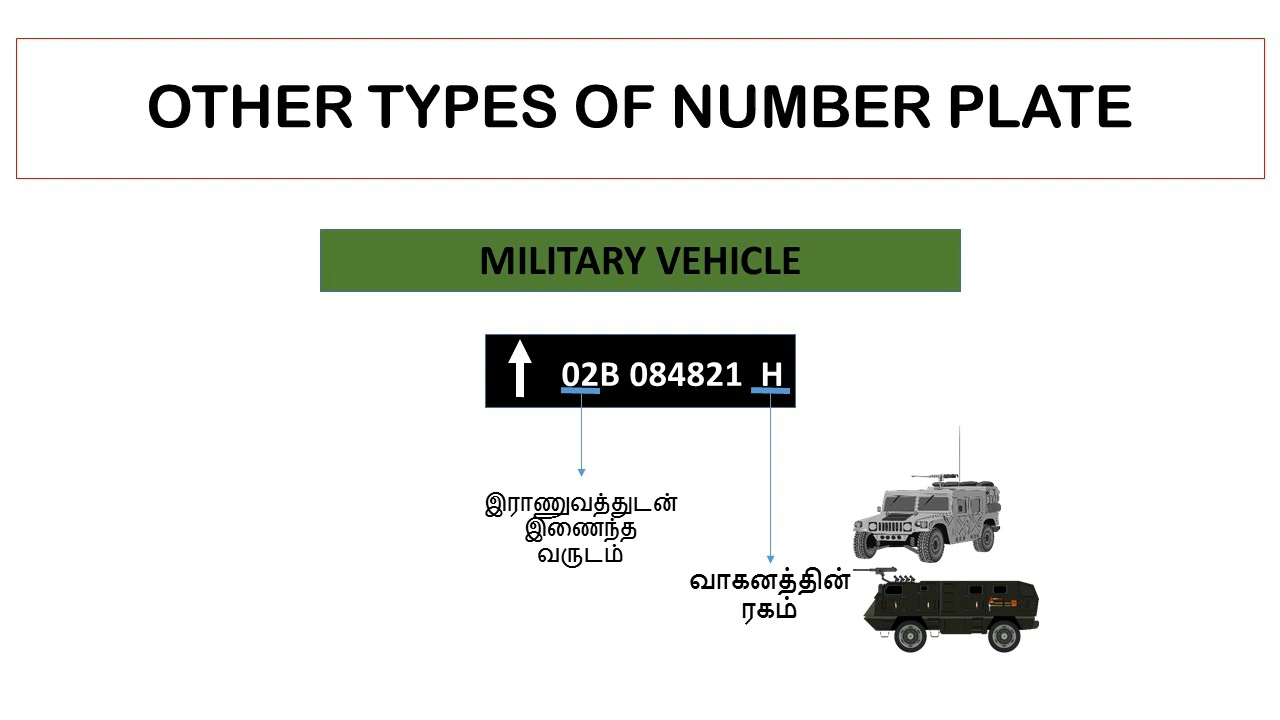 OTHER TYPES OF NUMBER PLATE
MILITARY VEHICLE
02B 084821 H
இராணுவத்துடன்
இணைந்த
வருடம்
வாகனத்தின்
ரகம்